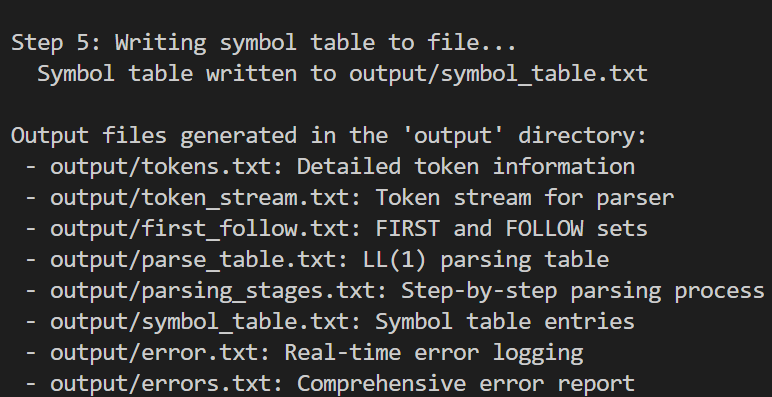 Step 5: Writing symbol table to file...
Symbol table written to output/symbol_table.txt
Output files generated in the 'output' directory:
- output/tokens.txt: Detailed token information
- output/token_stream.txt: Token stream for parser
- output/first_follow.txt: FIRST and FOLLOW sets
- output/parse_table.txt: LL(1) parsing table
- output/parsing_stages.txt: Step-by-step parsing process
- output/symbol_table.txt: Symbol table entries
- output/error.txt: Real-time error logging
- output/errors.txt: Comprehensive error report